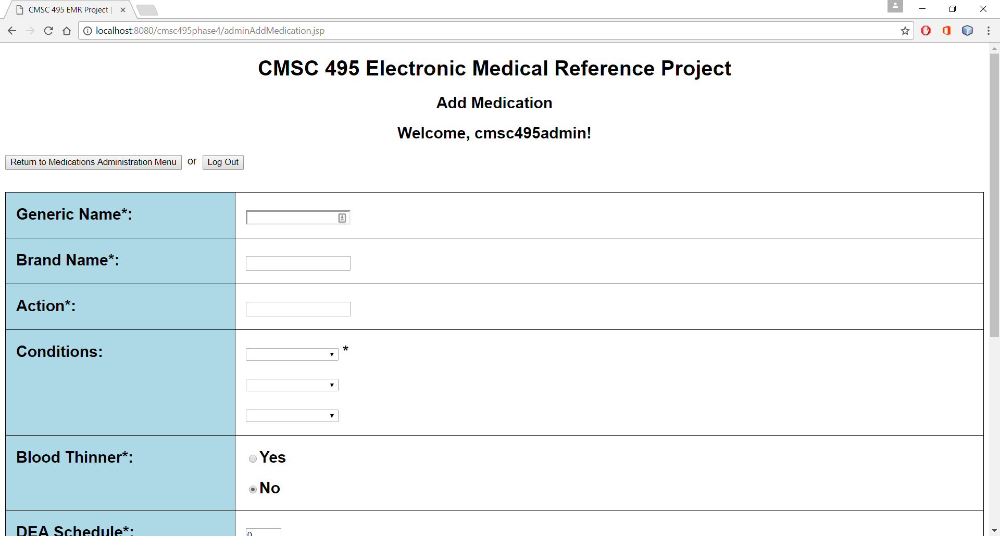 CMSC 495 EMR Project |
localhost:8080/cmsc495phase4/adminAddMedication.jsp
CMSC 495 Electronic Medical Reference Project
Add Medication
Welcome, cmsc495admin!
Return to Medications Administration Menu or Log Out
Generic Name*:
Brand Name*:
Action*:
Conditions:
*
Blood Thinner*:
Yes
No
DEA Schedule*:
0